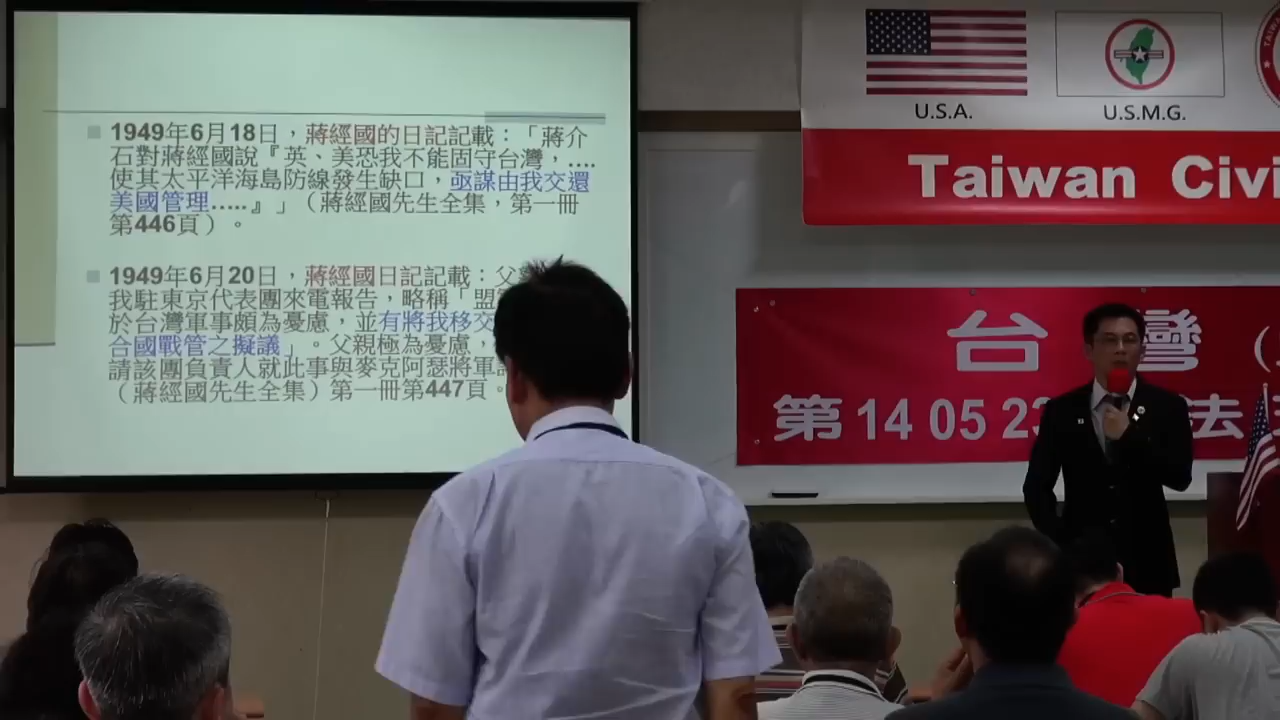 1949年6月18日，蔣經國的日記記載：「蔣介
石對蔣經國說『英、美恐我不能固守台灣，....
使其太平洋海島防線發生缺口，亟謀由我交還
美國管理.....』」（蔣經國先生全集，第一冊
第446頁）。
1949年6月20日，蔣經國日記記載：父
我駐東京代表團來電報告，略稱「盟
於台灣軍事頗為憂慮，並有將我移交
合國戰管之擬議」。父親極為憂慮，
請該團負責人就此事與麥克阿瑟將軍
（蔣經國先生全集）第一冊第447頁。
U.S.A.
U.S.M.G.
Taiwan Civi
台灣
第 14 05 23
法